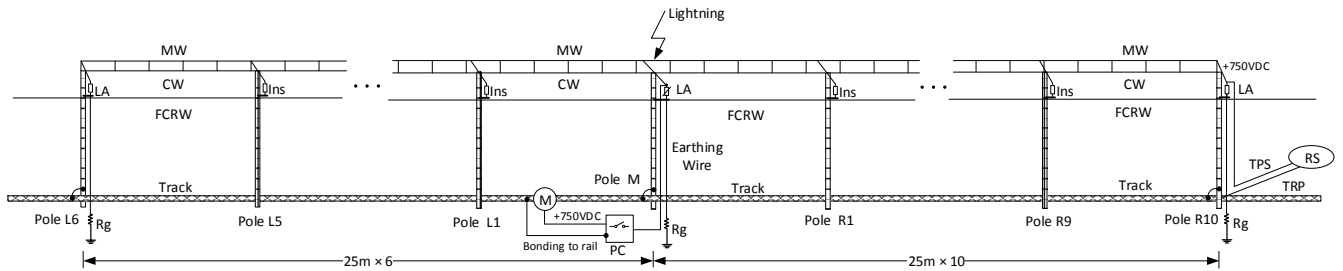 Lightning
MW
MW
MW
+750VDC
CW
CW
CW
LA
Ins
Ins
LA
Ins
Ins
LA
FCRW
FCRW
FCRW
Earthing
Wire
RS
TPS
Pole M
Track
Track
Track
TRP
M
Pole L6
Pole L5
Pole L1
Pole R1
Pole R9
Pole R10
+750VDC
Rg
Rg
Rg
Bonding to rail
PC
25m × 6
25m × 10